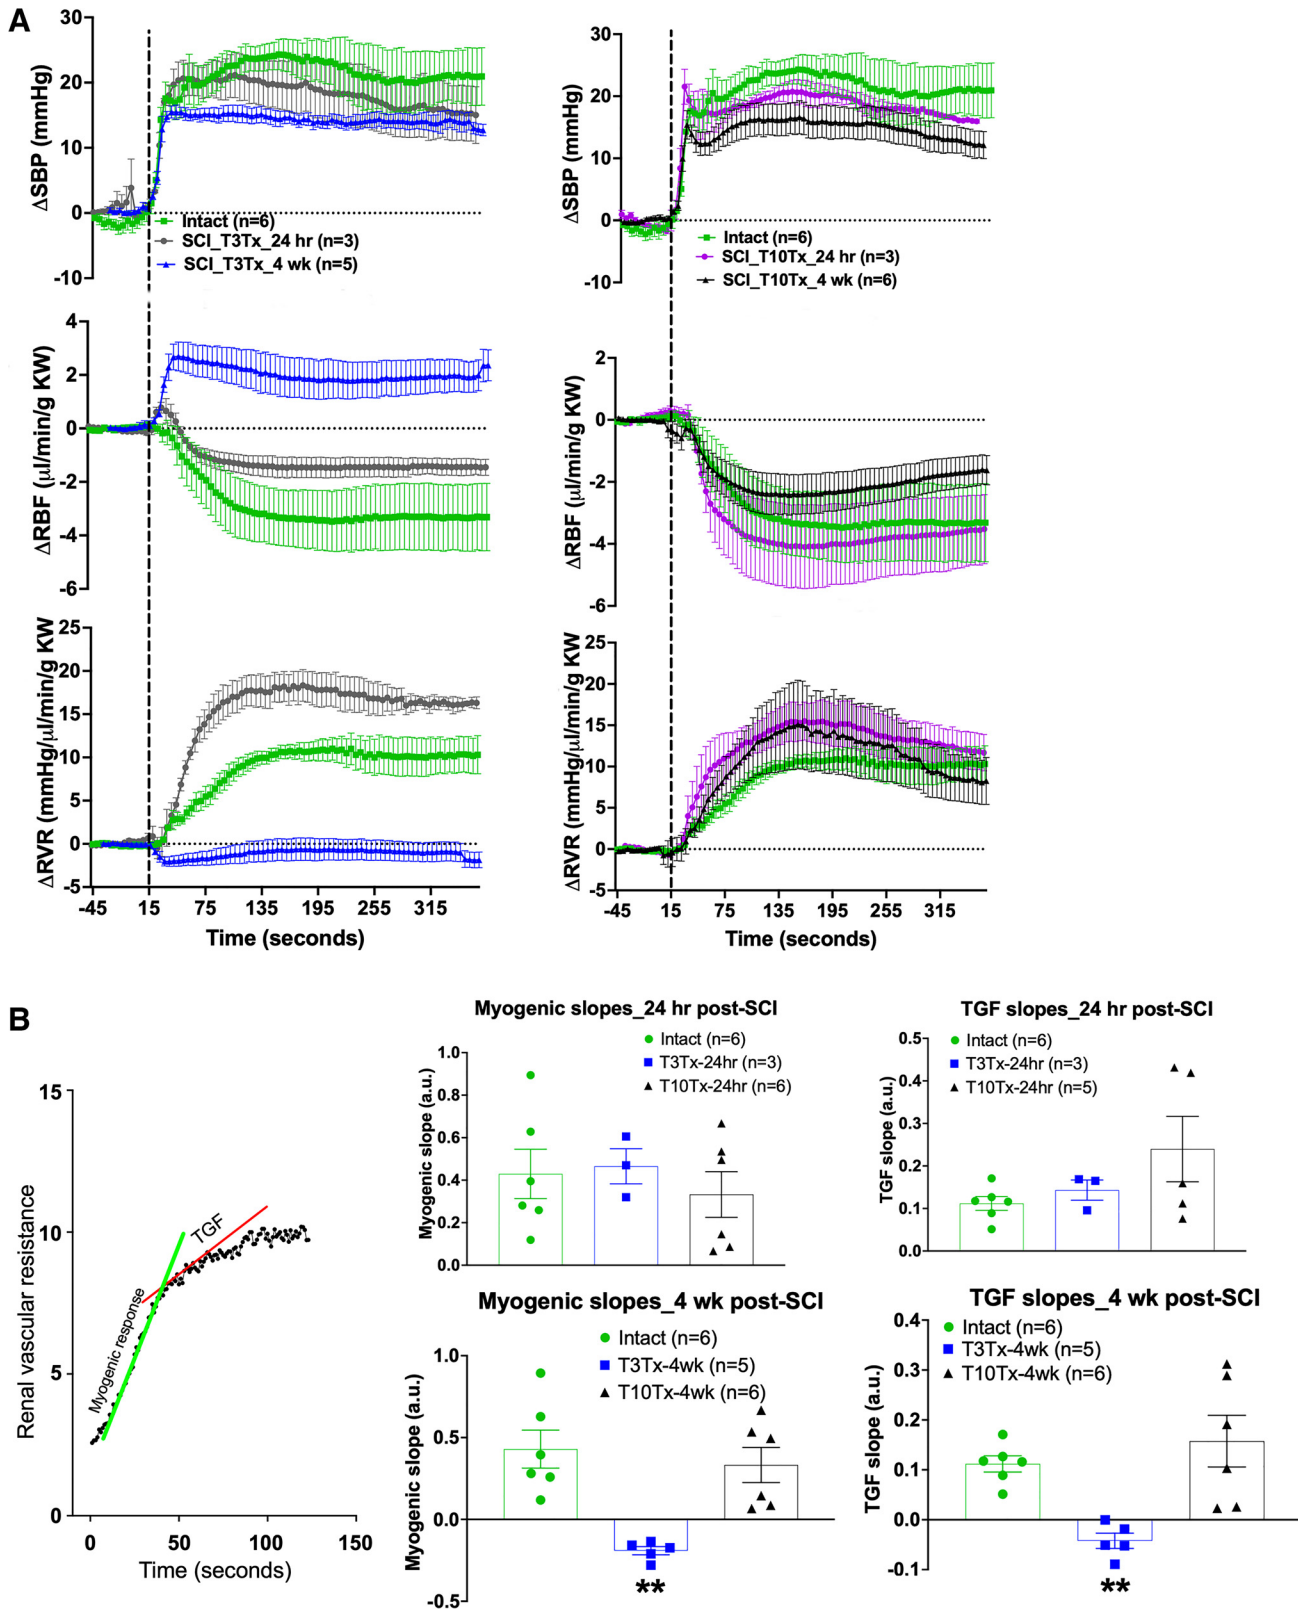 A
30
20
10
0
-10
ΔSBP (mmHg)
Intact (n=6)
SCI_T3Tx_24 hr (n=3)
SCI_T3Tx_4 wk (n=5)
30
20
10
0
-10
ΔSBP (mmHg)
Intact (n=6)
SCI_T10Tx_24 hr (n=3)
SCI_T10Tx_4 wk (n=6)
4
2
0
-2
-4
-6
ΔRBF (µl/min/g KW)
2
0
-2
-4
-6
ΔRBF (µl/min/g KW)
25
20
15
10
5
0
-5
ΔRVR (mmHg/µl/min/g KW
-45 15 75 135 195 255 315
Time (seconds)
25
20
15
10
5
0
-5
ΔRVR (mmHg/µl/min/g KW
-45 15 75 135 195 255 315
Time (seconds)
B
15
10
5
0
Renal vascular resistance
Myogenic response
TGF
0 50 100 150
Time (seconds)
Myogenic slopes_24 hr post-SCI
Intact (n=6)
T3Tx-24hr (n=3)
T10Tx-24hr (n=6)
1.0
0.8
0.6
0.4
0.2
0.0
Myogenic slope (a.u.)
TGF slopes_24 hr post-SCI
Intact (n=6)
T3Tx-24hr (n=3)
T10Tx-24hr (n=5)
0.5
0.4
0.3
0.2
0.1
0.0
TGF slope (a.u.)
Myogenic slopes_4 wk post-SCI
Intact (n=6)
T3Tx-4wk (n=5)
T10Tx-4wk (n=6)
1.0
0.5
0.0
-0.5
Myogenic slope (a.u.)
**
TGF slopes_4 wk post-SCI
Intact (n=6)
T3Tx-4wk (n=5)
T10Tx-4wk (n=6)
0.4
0.3
0.2
0.1
0.0
-0.1
TGF slope (a.u.)
**